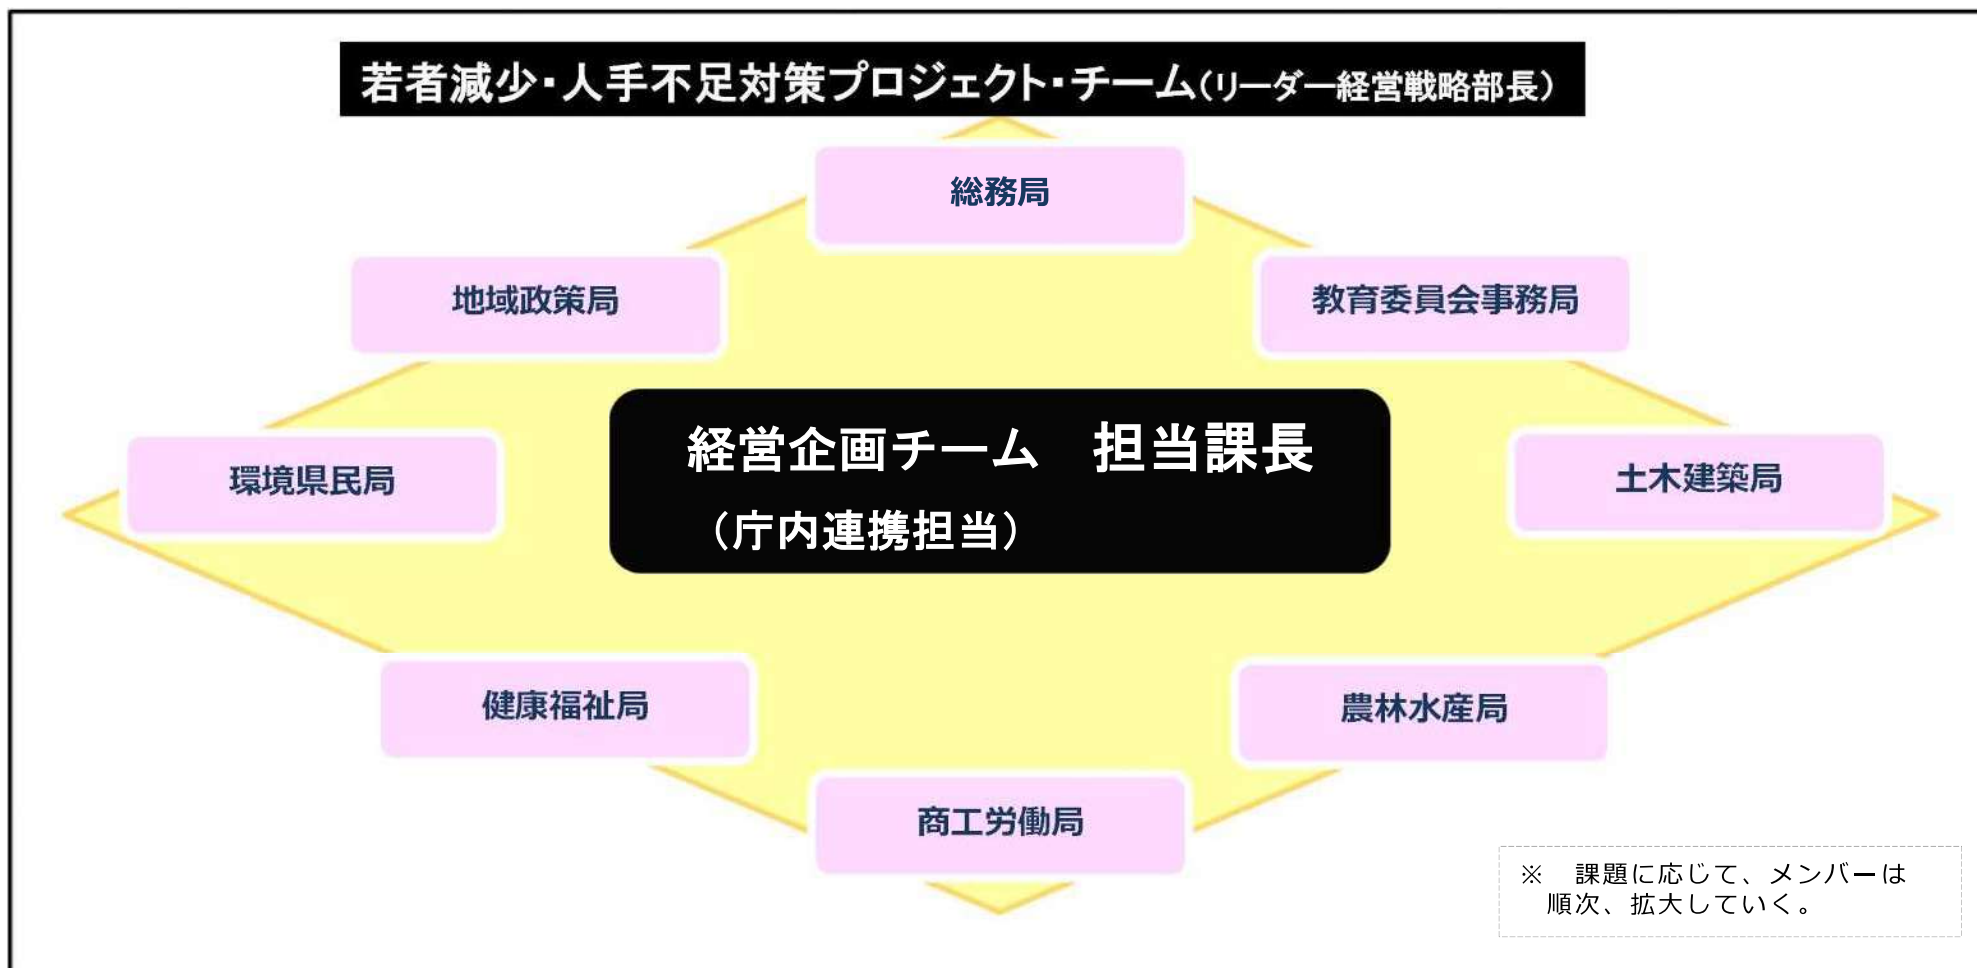 若者減少・人手不足対策プロジェクト・チーム(リーダー経営戦略部長)
総務局
地域政策局
教育委員会事務局
経営企画チーム　担当課長
(庁内連携担当)
環境県民局
土木建築局
健康福祉局
農林水産局
商工労働局
※　課題に応じて、メンバーは
順次、拡大していく。